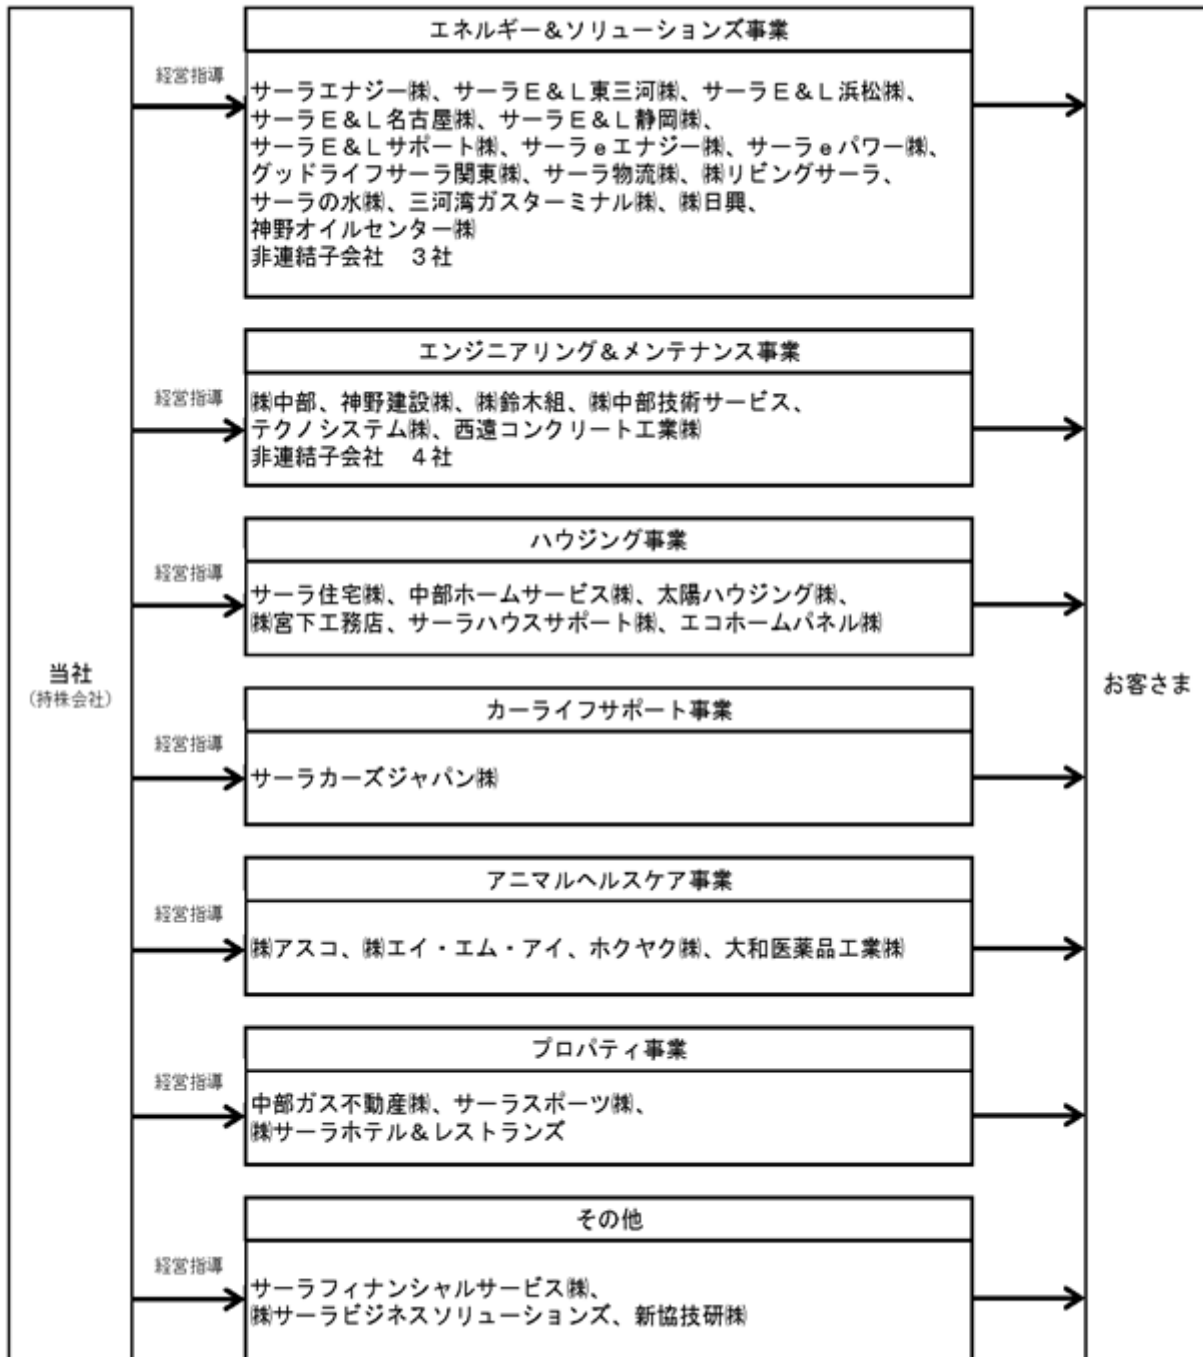 エネルギー＆ソリューションズ事業
経営指導
サーラエナジー㈱、サーラＥ＆Ｌ東三河㈱、サーラＥ＆Ｌ浜松㈱、
サーラＥ＆Ｌ名古屋㈱、サーラＥ＆Ｌ静岡㈱、
サーラＥ＆Ｌサポート㈱、サーラｅエナジー㈱、サーラｅパワー㈱、
グッドライフサーラ関東㈱、サーラ物流㈱、㈱リビングサーラ、
サーラの水㈱、三河湾ガスターミナル㈱、㈱日興、
神野オイルセンター㈱
非連結子会社　３社
エンジニアリング＆メンテナンス事業
経営指導
㈱中部、神野建設㈱、㈱鈴木組、㈱中部技術サービス、
テクノシステム㈱、西遠コンクリート工業㈱
非連結子会社　４社
ハウジング事業
経営指導
サーラ住宅㈱、中部ホームサービス㈱、太陽ハウジング㈱、
㈱宮下工務店、サーラハウスサポート㈱、エコホームパネル㈱
当社
（持株会社）
お客さま
カーライフサポート事業
経営指導
サーラカーズジャパン㈱
アニマルヘルスケア事業
経営指導
㈱アスコ、㈱エイ・エム・アイ、ホクヤク㈱、大和医薬品工業㈱
プロパティ事業
経営指導
中部ガス不動産㈱、サーラスポーツ㈱、
㈱サーラホテル＆レストランズ
その他
経営指導
サーラフィナンシャルサービス㈱、
㈱サーラビジネスソリューションズ、新協技研㈱